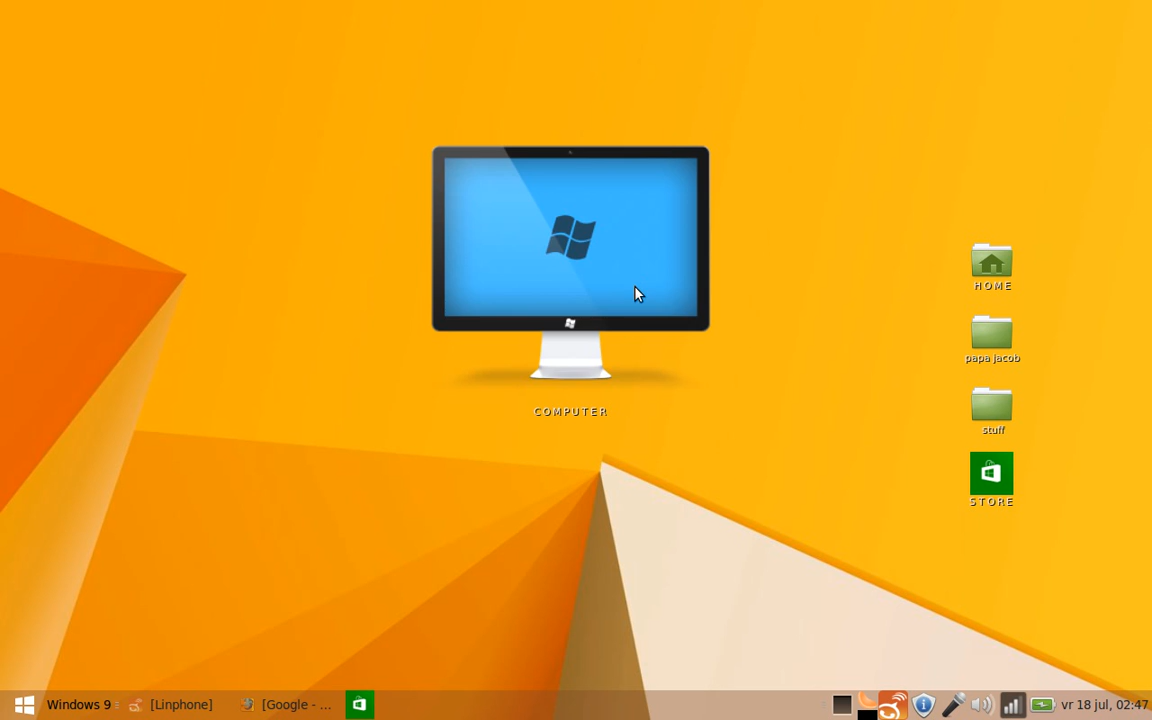 COMPUTER
HOME
papa jacob
stuff
STORE
Windows 9 [Linphone] [Google - ... vr 18 jul, 02:47